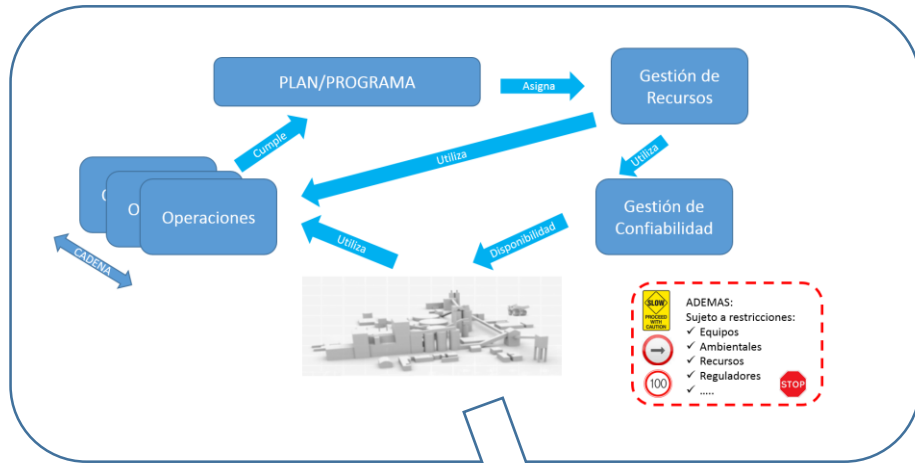 PLAN/PROGRAMA
Asigna
Gestión de
Recursos
Cumple
Utiliza
Utiliza
O
O
Operaciones
Gestión de
Confiabilidad
Utiliza
Disponibilidad
CADENA
SLOW
PROCEED
WITH
CAUTION
ADEMAS:
Sujeto a restricciones:
✓ Equipos
✓ Ambientales
✓ Recursos
✓ Reguladores
✓ .....
100
STOP